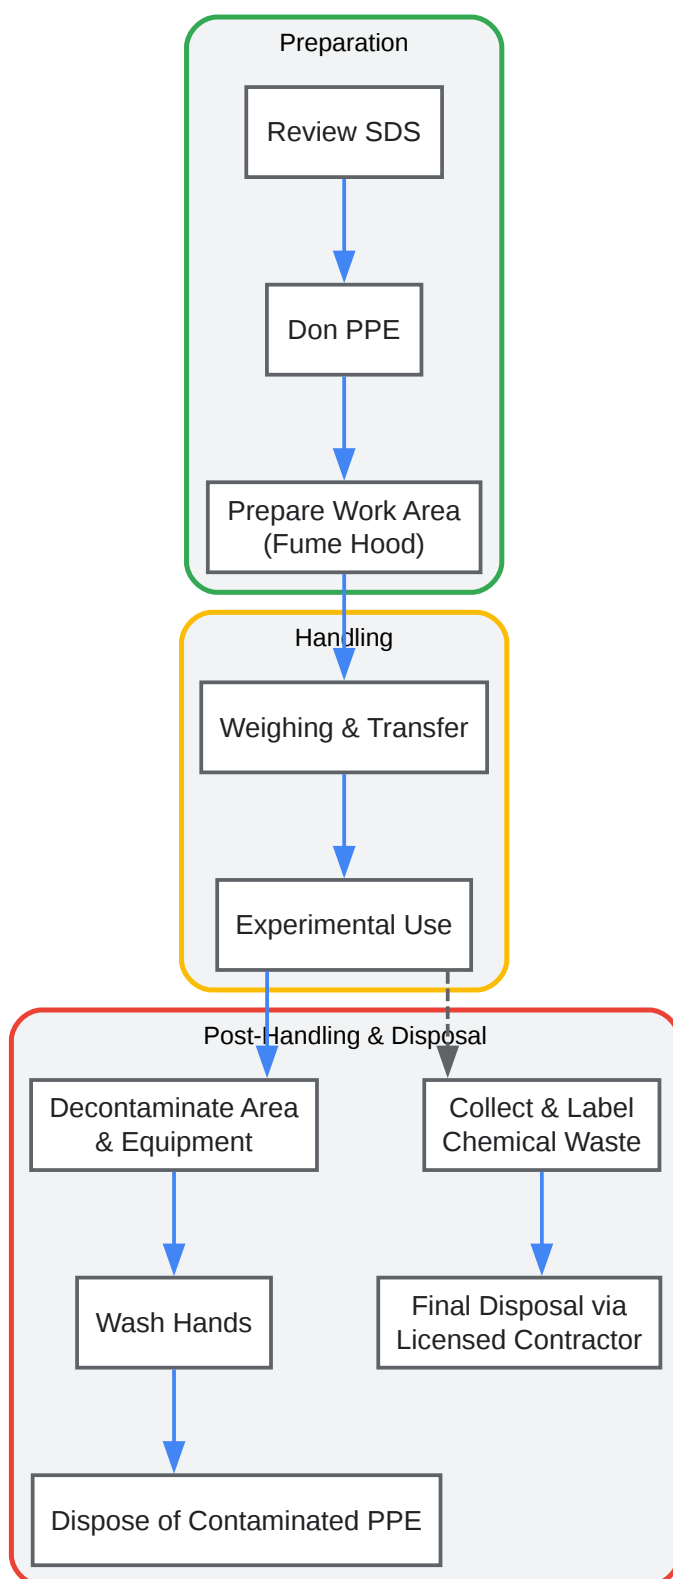 Preparation
Review SDS
Don PPE
Prepare Work Area
(Fume Hood)
Handling
Weighing & Transfer
Experimental Use
Post-Handling & Disposal
Decontaminate Area
& Equipment
Collect & Label
Chemical Waste
Wash Hands
Final Disposal via
Licensed Contractor
Dispose of Contaminated PPE